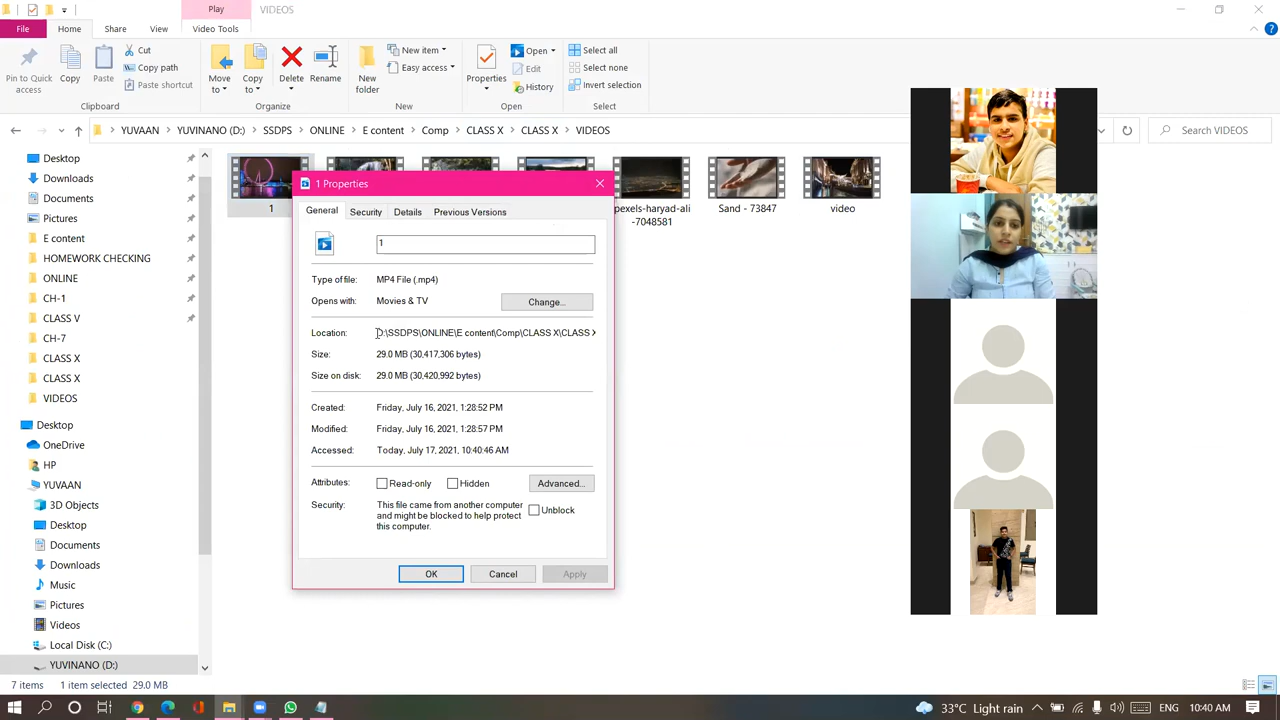 Play
VIDEOS
File
Home
Share
View
Video Tools
Pin to Quick
access
Copy
Paste
Cut
Copy path
Paste shortcut
Clipboard
Move
to
Copy
to
Delete
Rename
Organize
New
folder
New item
Easy access
New
Properties
Open
Edit
History
Open
Select all
Select none
Invert selection
Select
YUVAAN > YUVINANO (D:) > SSDPS > ONLINE > E content > Comp > CLASS X > CLASS X > VIDEOS
Search VIDEOS
Desktop
Downloads
Documents
Pictures
E content
HOMEWORK CHECKING
ONLINE
CH-1
CLASS V
CH-7
CLASS X
CLASS X
VIDEOS
Desktop
OneDrive
HP
YUVAAN
3D Objects
Desktop
Documents
Downloads
Music
Pictures
Videos
Local Disk (C:)
YUVINANO (D:)
1
pexels-haryad-ali
-7048581
Sand - 73847
video
1 Properties
General
Security
Details
Previous Versions
1
Type of file: MP4 File (.mp4)
Opens with: Movies & TV
Change...
Location: D:\SSDPS\ONLINE\E content\Comp\CLASS X\CLASS X
Size: 29.0 MB (30,417,306 bytes)
Size on disk: 29.0 MB (30,420,992 bytes)
Created: Friday, July 16, 2021, 1:28:52 PM
Modified: Friday, July 16, 2021, 1:28:57 PM
Accessed: Today, July 17, 2021, 10:40:46 AM
Attributes: Read-only Hidden Advanced...
Security: This file came from another computer
and might be blocked to help protect
this computer.
Unblock
OK
Cancel
Apply
7 items 1 item selected 29.0 MB
33°C Light rain
ENG
10:40 AM